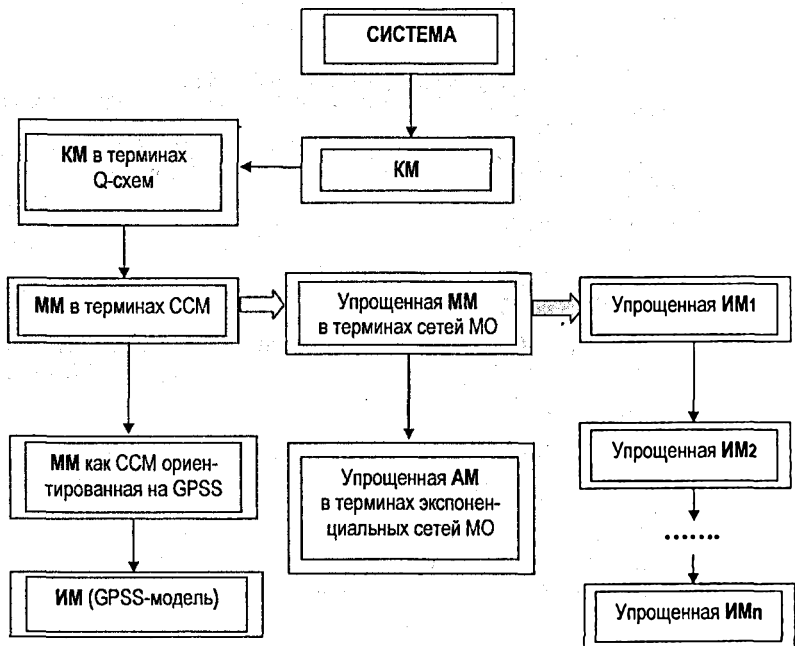 СИСТЕМА
КМ в терминах
Q-схем
КМ
ММ в терминах ССМ
Упрощенная ММ
в терминах сетей МО
Упрощенная ИМ1
ММ как ССМ ориен-
тированная на GPSS
Упрощенная АМ
в терминах экспонен-
циальных сетей МО
Упрощенная ИМ2
.......
ИМ (GPSS-модель)
Упрощенная ИМn